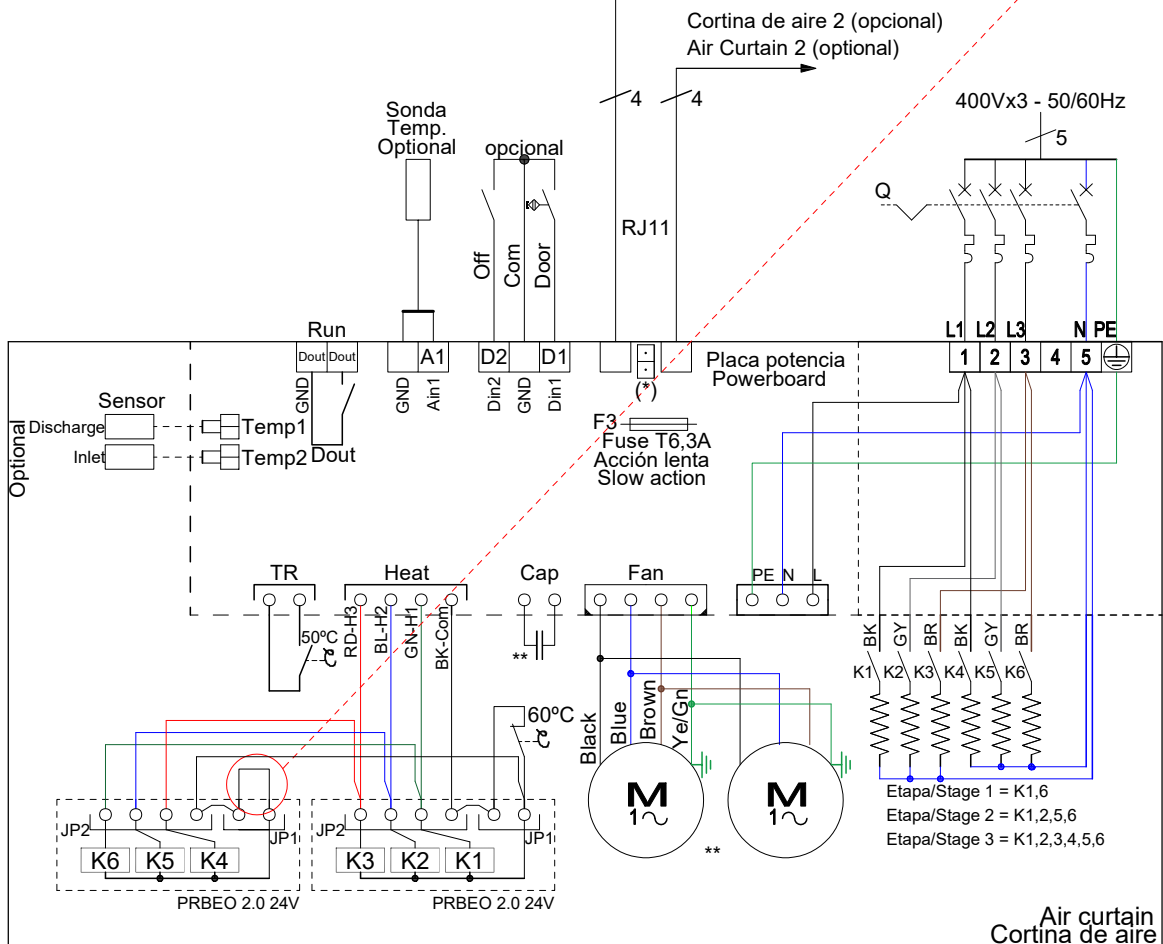 Cortina de aire 2 (opcional)
Air Curtain 2 (optional)
4
4
400Vx3 - 50/60Hz
5
Sonda
Temp.
Optional
opcional
Q
RJ11
Off
Com
Door
L1 L2 L3 N PE
1 2 3 4 5
Run
Dout Dout
A1
D2
D1
GND
GND
Ain1
Din2
GND
Din1
(*)
Placa potencia
Powerboard
Optional
Sensor
Discharge
Inlet
Temp1
Temp2
Dout
F3
Fuse T6,3A
Acción lenta
Slow action
TR
Heat
Cap
Fan
PE N L
50ºC
RD-H3
BL-H2
GN-H1
BK-Com
**
60ºC
Black
Blue
Brown
Ye/Gn
BK
GY
BR
BK
GY
BR
K1 K2 K3 K4 K5 K6
M
1~
M
1~
**
Etapa/Stage 1 = K1,6
Etapa/Stage 2 = K1,2,5,6
Etapa/Stage 3 = K1,2,3,4,5,6
JP2
JP1
JP2
JP1
K6 K5 K4
K3 K2 K1
PRBEO 2.0 24V
PRBEO 2.0 24V
Air curtain
Cortina de aire